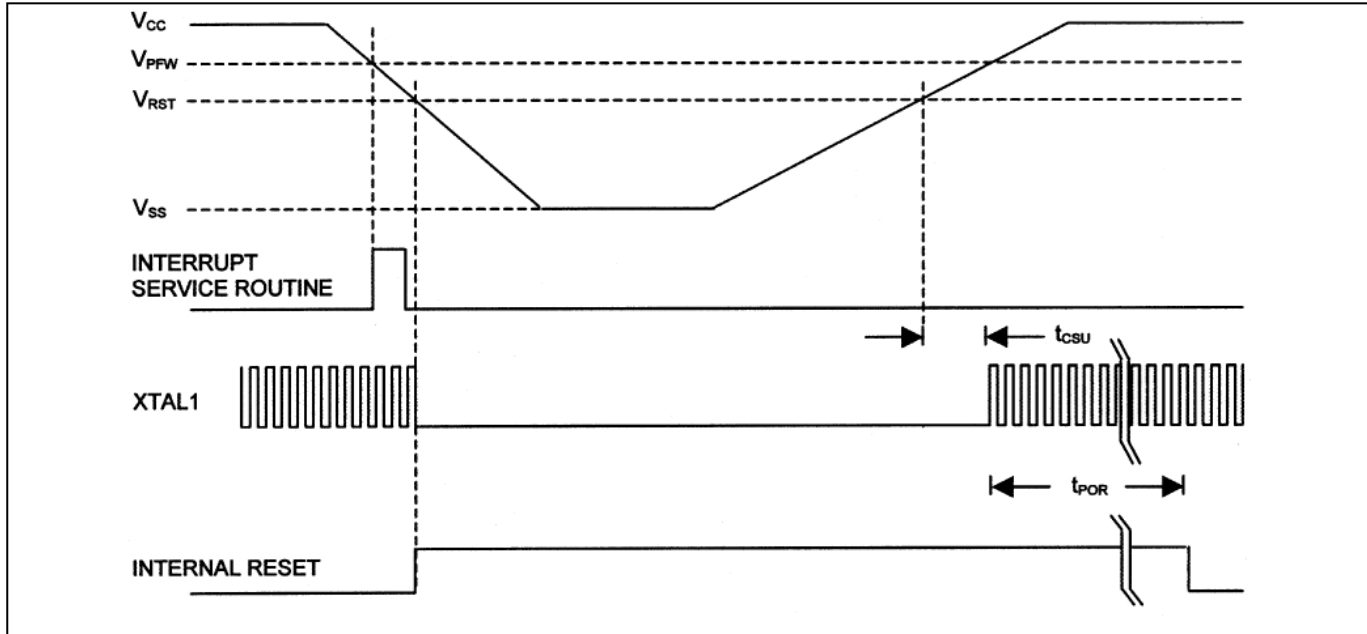 VCC
VPFW
VRST
VSS
INTERRUPT
SERVICE ROUTINE
tCSU
XTAL1
tPOR
INTERNAL RESET